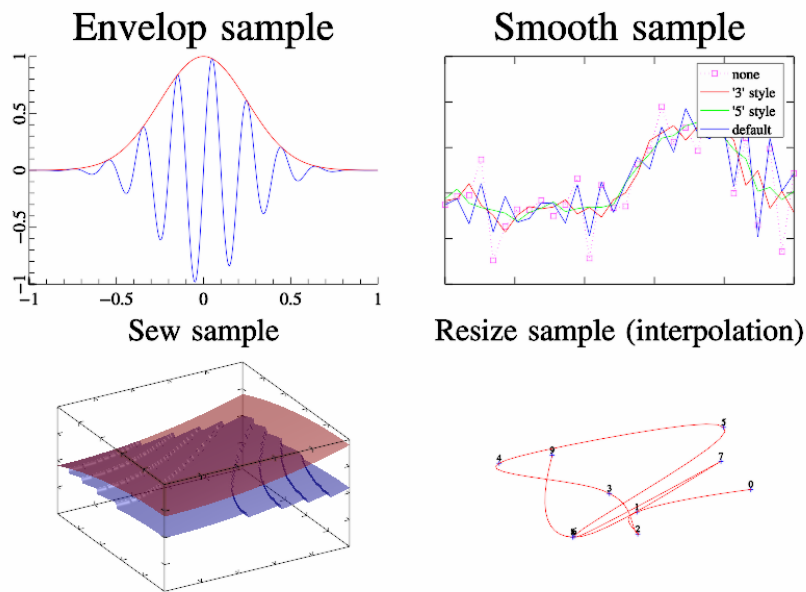 Envelop sample
Smooth sample
1
0.5
0
−0.5
−1
−1 −0.5 0 0.5 1
none
'3' style
'5' style
default
Sew sample
Resize sample (interpolation)
5
4
9
7
3
0
1
2